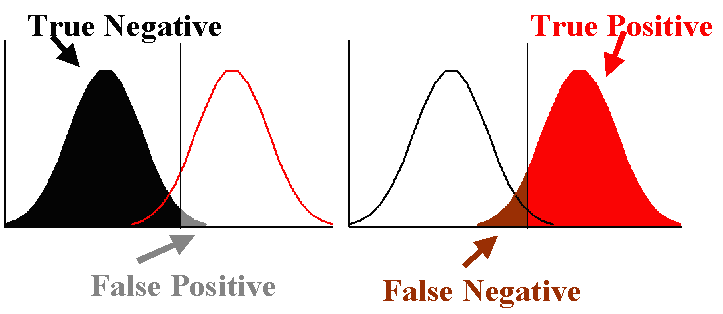 True Negative
True Positive
False Positive
False Negative